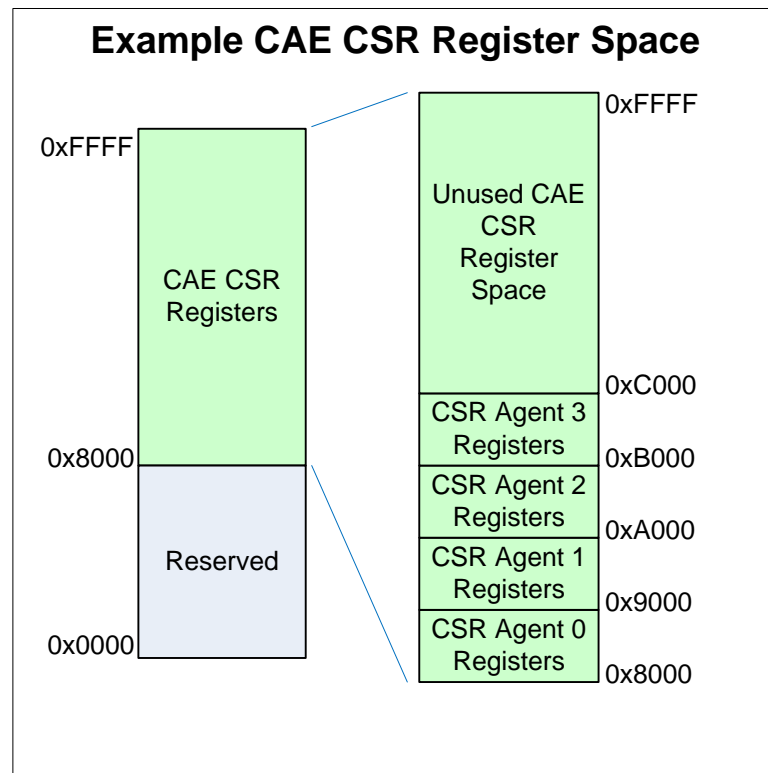 Example CAE CSR Register Space
0xFFFF
CAE CSR
Registers
0x8000
Reserved
0x0000
0xFFFF
Unused CAE
CSR
Register
Space
0xC000
CSR Agent 3
Registers
0xB000
CSR Agent 2
Registers
0xA000
CSR Agent 1
Registers
0x9000
CSR Agent 0
Registers
0x8000